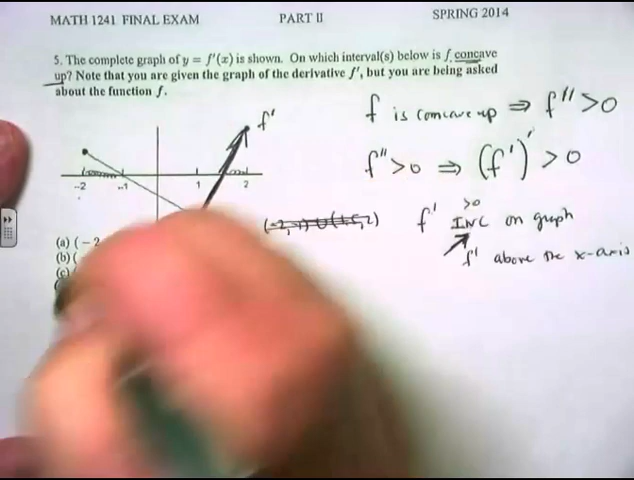 MATH 1241 FINAL EXAM PART II SPRING 2014
5. The complete graph of y = f'(x) is shown. On which interval(s) below is f concave
up? Note that you are given the graph of the derivative f', but you are being asked
about the function f.
f is concave up ⇒ f'' > 0
f'
f'' > 0 ⇒ (f')' > 0
-2 -1 1 2
>0
f' INC on graph
f' above the x-axis
(a) (-2
(b) (
(c)